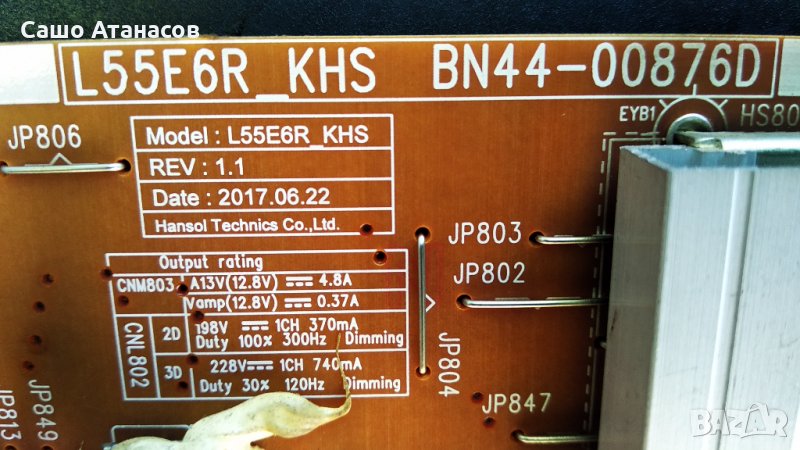 Сашо Атанасов
L55E6R_KHS BN44-00876D
EYB1
HS80
JP806
Model : L55E6R_KHS
REV : 1.1
Date : 2017.06.22
Hansol Technics Co.,Ltd.
JP803
JP802
Output rating
CNM803 A13V(12.8V) ⎓ 4.8A
Vamp(12.8V) ⎓ 0.37A
CNL802
2D 198V ⎓ 1CH 370mA
Duty 100% 300Hz Dimming
3D 228V ⎓ 1CH 740mA
Duty 30% 120Hz Dimming
JP804
JP847
JP849
JP813
BAZAR